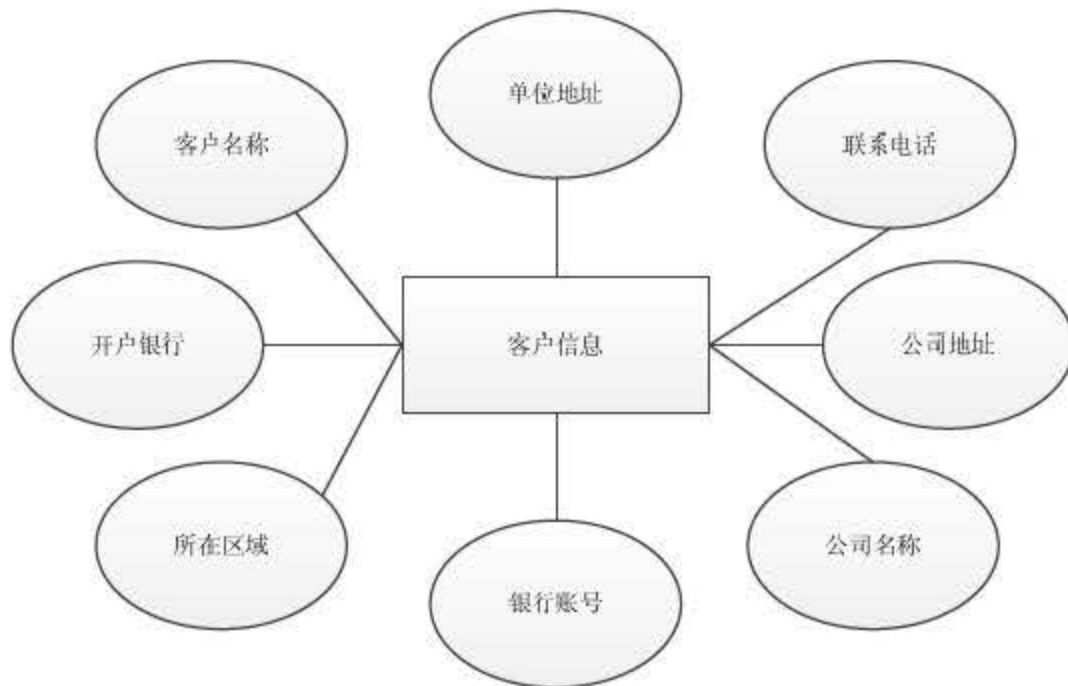 单位地址
客户名称
联系电话
开户银行
客户信息
公司地址
所在区域
公司名称
银行账号